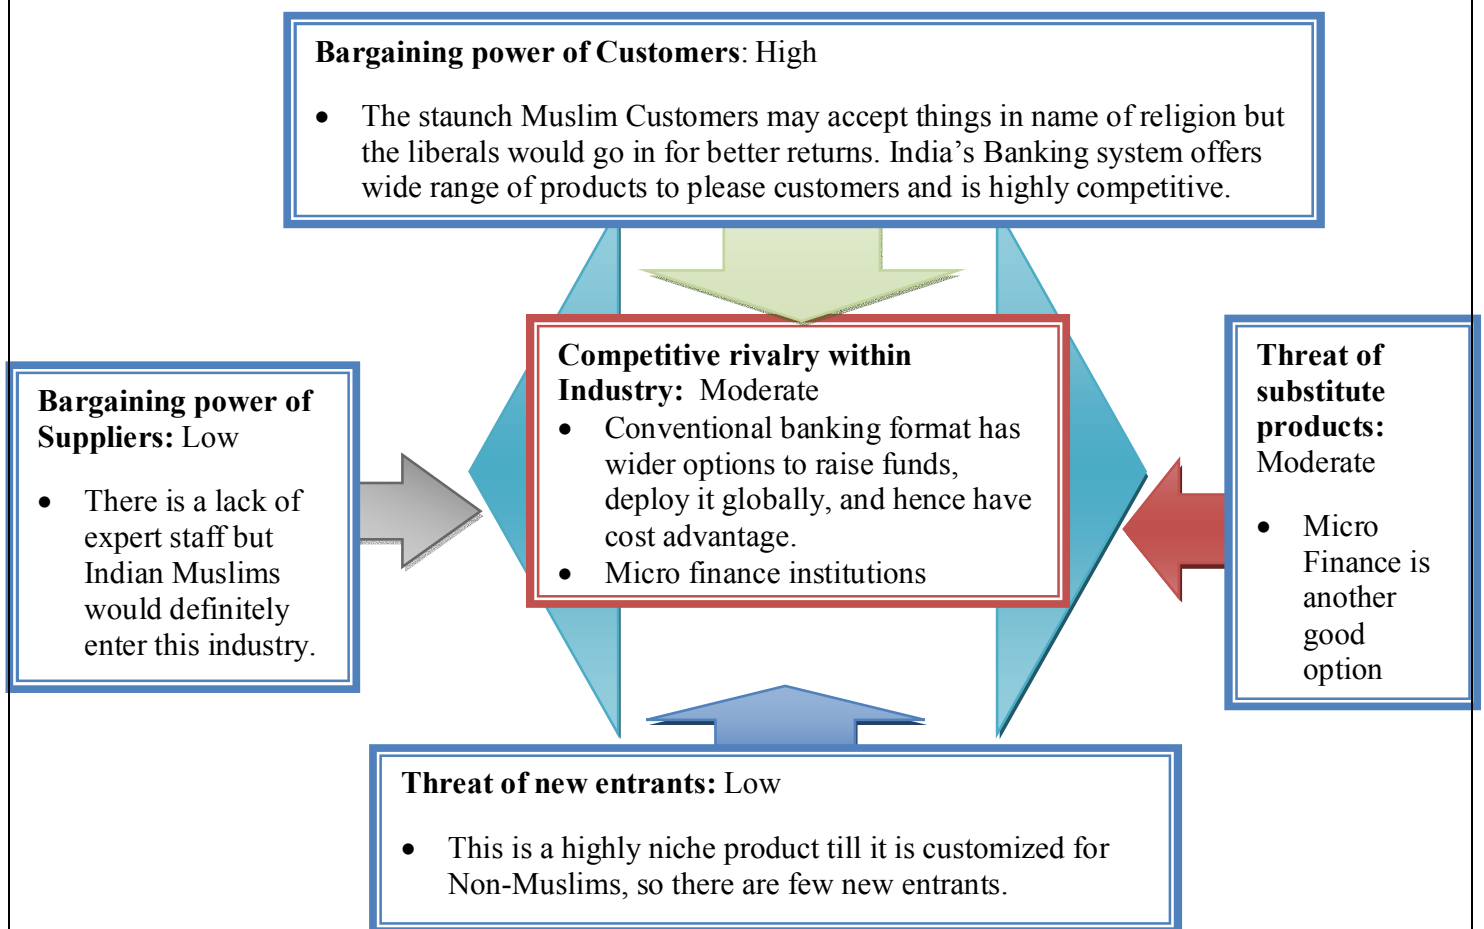 Bargaining power of Customers: High
• The staunch Muslim Customers may accept things in name of religion but
the liberals would go in for better returns. India’s Banking system offers
wide range of products to please customers and is highly competitive.
Bargaining power of
Suppliers: Low
• There is a lack of
expert staff but
Indian Muslims
would definitely
enter this industry.
Competitive rivalry within
Industry: Moderate
• Conventional banking format has
wider options to raise funds,
deploy it globally, and hence have
cost advantage.
• Micro finance institutions
Threat of
substitute
products:
Moderate
• Micro
Finance is
another
good
option
Threat of new entrants: Low
• This is a highly niche product till it is customized for
Non-Muslims, so there are few new entrants.